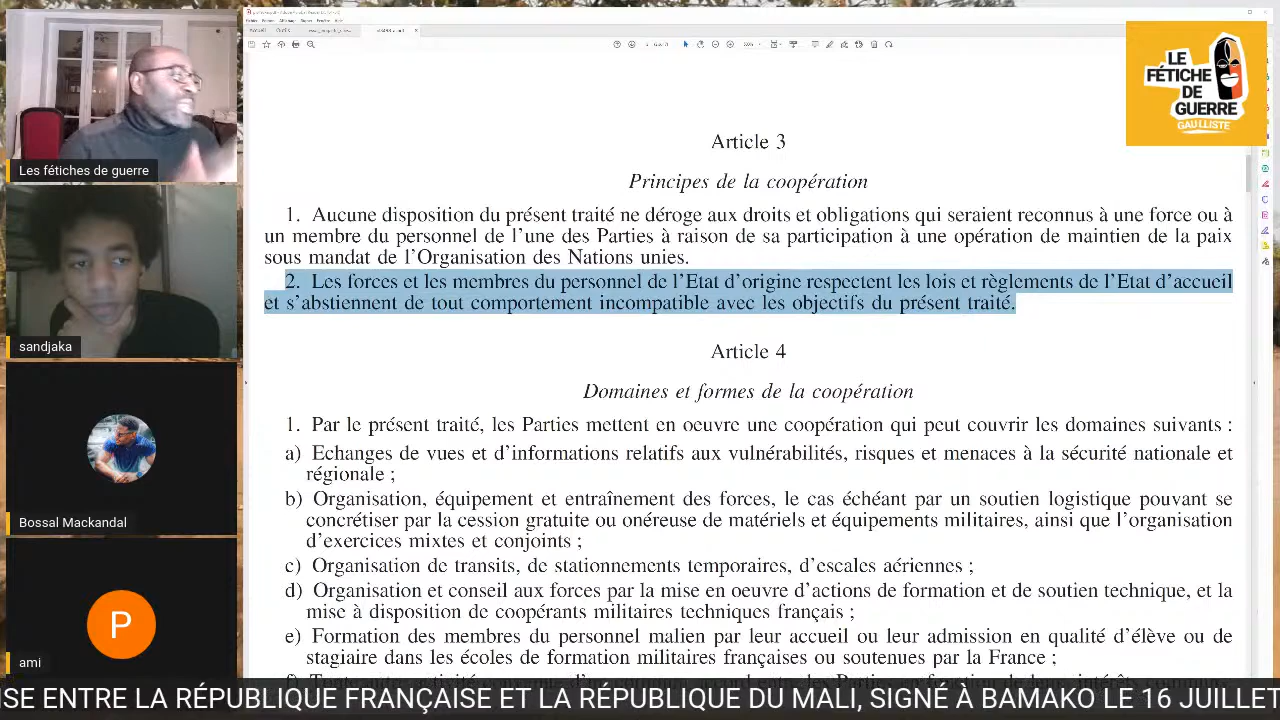 Accueil Outils
LE
FÉTICHE
DE
GUERRE
GAULLISTE
Les fétiches de guerre
sandjaka
Bossal Mackandal
P
ami
Article 3
Principes de la coopération
1. Aucune disposition du présent traité ne déroge aux droits et obligations qui seraient reconnus à une force ou à
un membre du personnel de l’une des Parties à raison de sa participation à une opération de maintien de la paix
sous mandat de l’Organisation des Nations unies.
2. Les forces et les membres du personnel de l’Etat d’origine respectent les lois et règlements de l’Etat d’accueil
et s’abstiennent de tout comportement incompatible avec les objectifs du présent traité.
Article 4
Domaines et formes de la coopération
1. Par le présent traité, les Parties mettent en oeuvre une coopération qui peut couvrir les domaines suivants :
a) Echanges de vues et d’informations relatifs aux vulnérabilités, risques et menaces à la sécurité nationale et
régionale ;
b) Organisation, équipement et entraînement des forces, le cas échéant par un soutien logistique pouvant se
concrétiser par la cession gratuite ou onéreuse de matériels et équipements militaires, ainsi que l’organisation
d’exercices mixtes et conjoints ;
c) Organisation de transits, de stationnements temporaires, d’escales aériennes ;
d) Organisation et conseil aux forces par la mise en oeuvre d’actions de formation et de soutien technique, et la
mise à disposition de coopérants militaires techniques français ;
e) Formation des membres du personnel malien par leur accueil ou leur admission en qualité d’élève ou de
stagiaire dans les écoles de formation militaires françaises ou soutenues par la France ;
ISE ENTRE LA RÉPUBLIQUE FRANÇAISE ET LA RÉPUBLIQUE DU MALI, SIGNÉ À BAMAKO LE 16 JUILLET